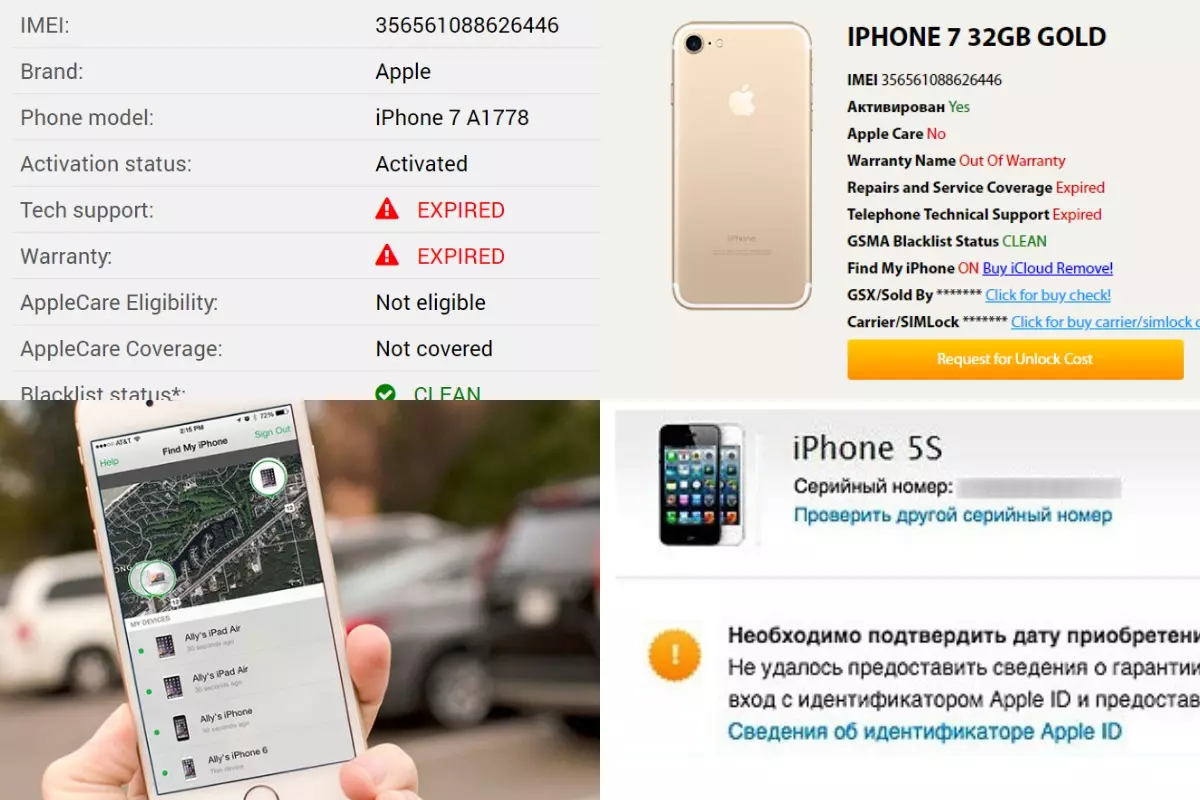 IMEI: 356561088626446
Brand: Apple
Phone model: iPhone 7 A1778
Activation status: Activated
Tech support: EXPIRED
Warranty: EXPIRED
AppleCare Eligibility: Not eligible
AppleCare Coverage: Not covered
Blacklist status*: CLEAN
IPHONE 7 32GB GOLD
IMEI 356561088626446
Активирован Yes
Apple Care No
Warranty Name Out Of Warranty
Repairs and Service Coverage Expired
Telephone Technical Support Expired
GSMA Blacklist Status CLEAN
Find My iPhone ON Buy iCloud Remove!
GSX/Sold By ******* Click for buy check!
Carrier/SIMLock ******* Click for buy carrier/simlock c
Request for Unlock Cost
iPhone
AT&T 2:15 PM 72%
Help Find My iPhone Sign Out
12
12
MY DEVICES
Ally's iPad Air
30 seconds ago
Ally's iPad Air
30 seconds ago
Ally's iPhone
30 seconds ago
Ally's iPhone 6
This device
iPhone 5S
Серийный номер:
Проверить другой серийный номер
Необходимо подтвердить дату приобретени
Не удалось предоставить сведения о гарантии
вход с идентификатором Apple ID и предостав
Сведения об идентификаторе Apple ID